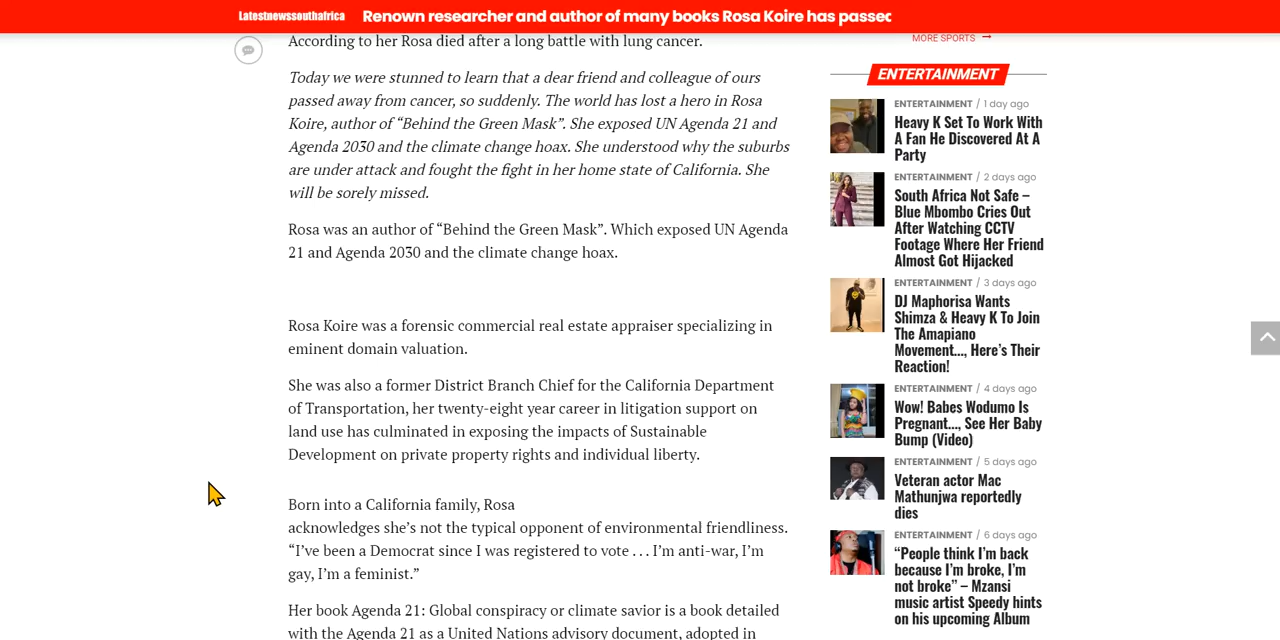 Latestnewssouthafrica
Renown researcher and author of many books Rosa Koire has passed
According to her Rosa died after a long battle with lung cancer.
Today we were stunned to learn that a dear friend and colleague of ours
passed away from cancer, so suddenly. The world has lost a hero in Rosa
Koire, author of “Behind the Green Mask”. She exposed UN Agenda 21 and
Agenda 2030 and the climate change hoax. She understood why the suburbs
are under attack and fought the fight in her home state of California. She
will be sorely missed.
Rosa was an author of “Behind the Green Mask”. Which exposed UN Agenda
21 and Agenda 2030 and the climate change hoax.
Rosa Koire was a forensic commercial real estate appraiser specializing in
eminent domain valuation.
She was also a former District Branch Chief for the California Department
of Transportation, her twenty-eight year career in litigation support on
land use has culminated in exposing the impacts of Sustainable
Development on private property rights and individual liberty.
Born into a California family, Rosa
acknowledges she’s not the typical opponent of environmental friendliness.
“I’ve been a Democrat since I was registered to vote . . . I’m anti-war, I’m
gay, I’m a feminist.”
Her book Agenda 21: Global conspiracy or climate savior is a book detailed
with the Agenda 21 as a United Nations advisory document, adopted in
MORE SPORTS →
ENTERTAINMENT
ENTERTAINMENT / 1 day ago
Heavy K Set To Work With
A Fan He Discovered At A
Party
ENTERTAINMENT / 2 days ago
South Africa Not Safe –
Blue Mbombo Cries Out
After Watching CCTV
Footage Where Her Friend
Almost Got Hijacked
ENTERTAINMENT / 3 days ago
DJ Maphorisa Wants
Shimza & Heavy K To Join
The Amapiano
Movement…, Here’s Their
Reaction!
ENTERTAINMENT / 4 days ago
Wow! Babes Wodumo Is
Pregnant…, See Her Baby
Bump (Video)
ENTERTAINMENT / 5 days ago
Veteran actor Mac
Mathunjwa reportedly
dies
ENTERTAINMENT / 6 days ago
“People think I’m back
because I’m broke, I’m
not broke” – Mzansi
music artist Speedy hints
on his upcoming Album